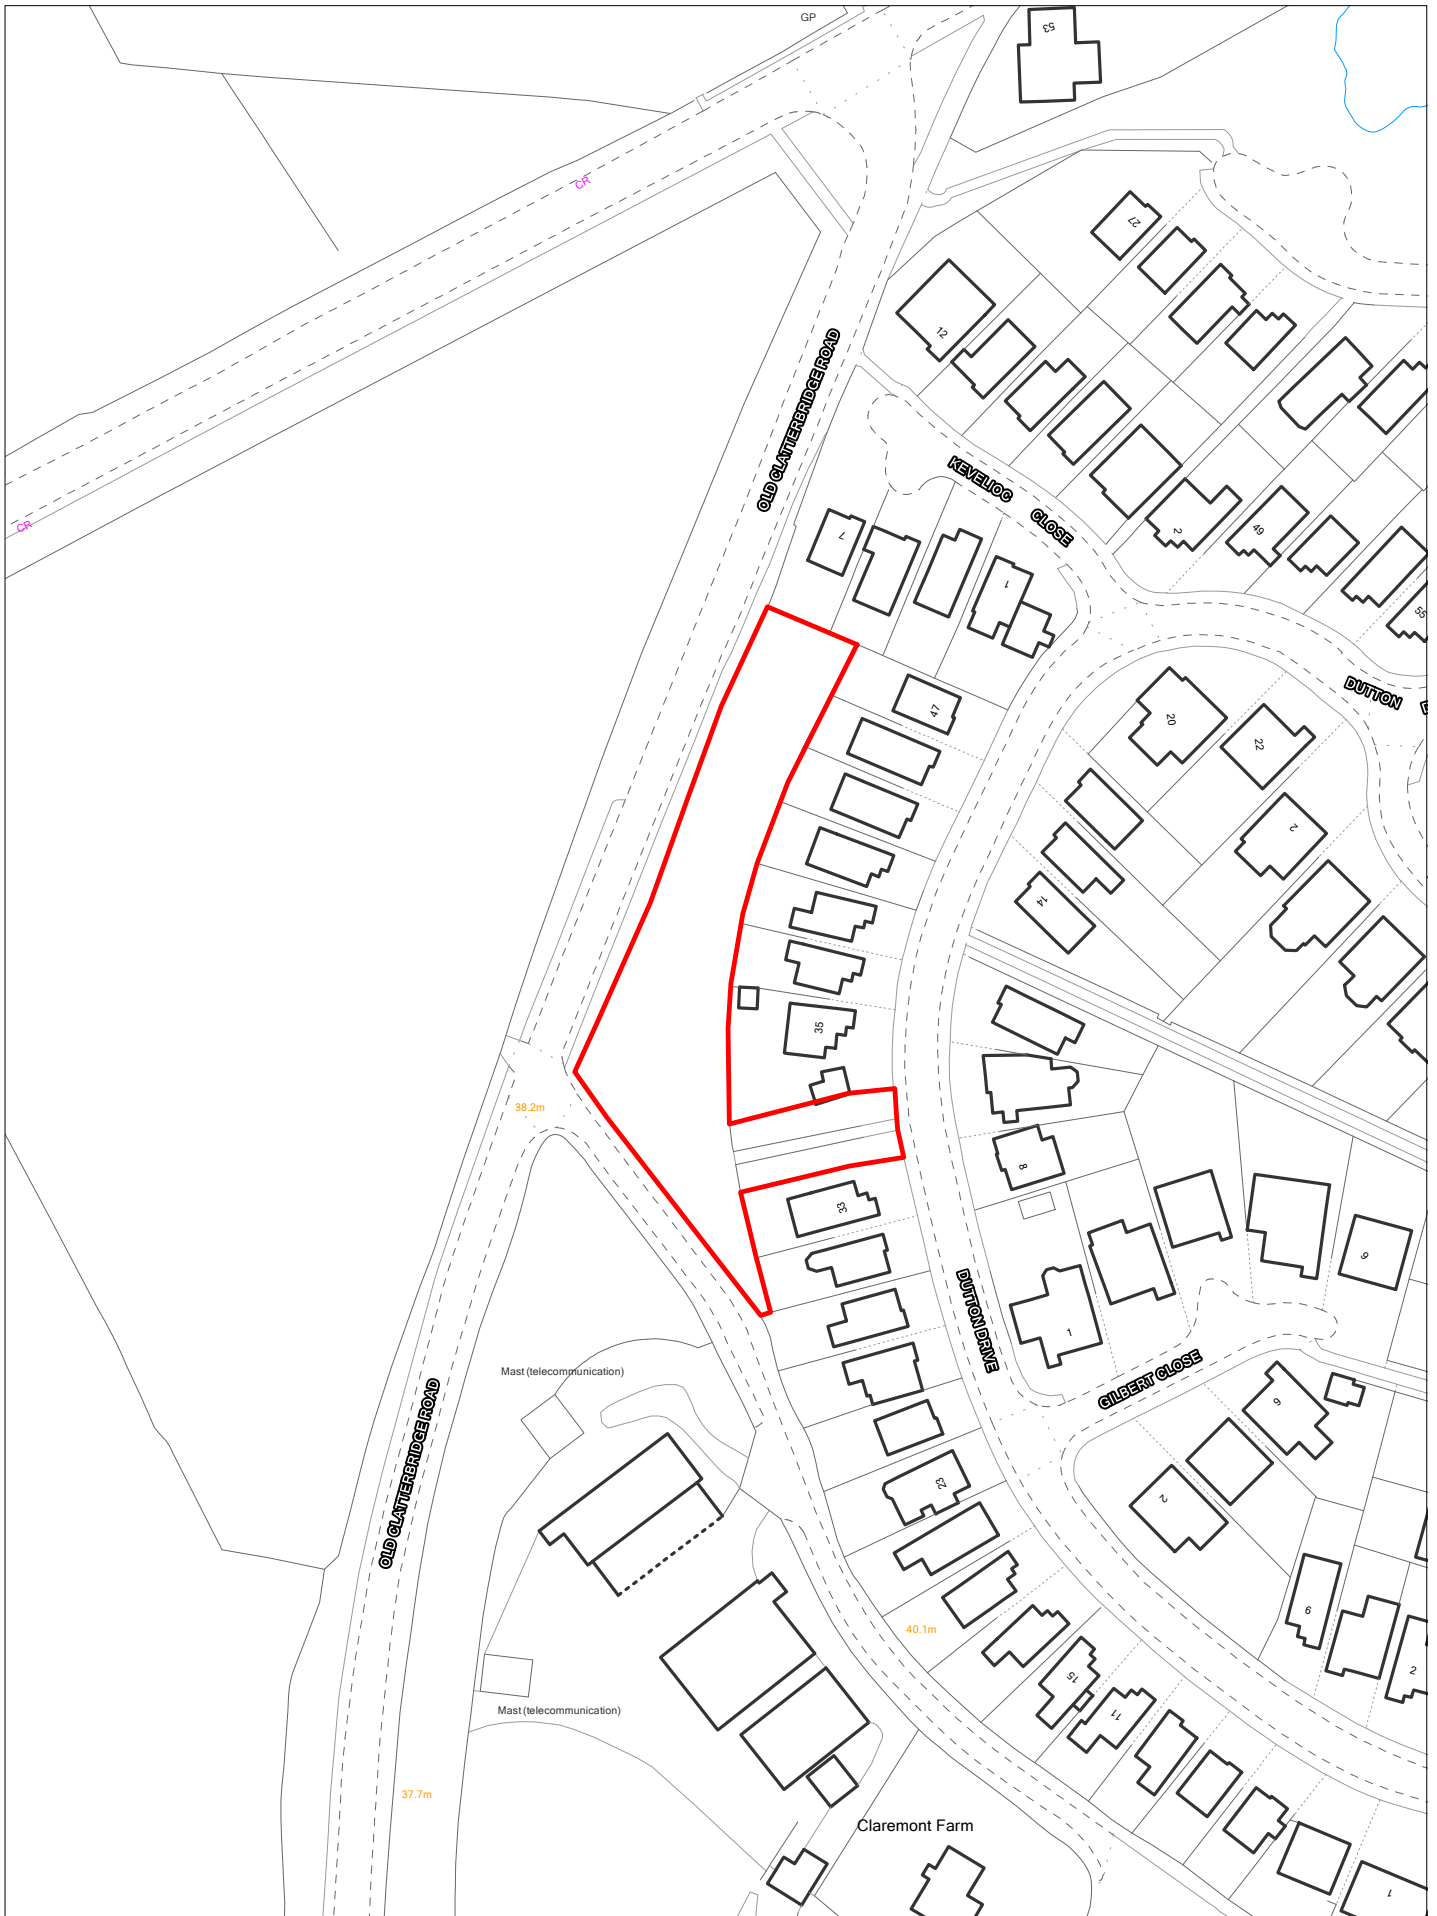 GP
53
CR
27
12
OLD CLATTERBRIDGE ROAD
KEVELIOC
CLOSE
CR
2
49
7
1
55
DUTTON
D
47
20
22
2
14
35
38.2m
8
33
6
DUTTON DRIVE
1
GILBERT CLOSE
Mast (telecommunication)
OLD CLATTERBRIDGE ROAD
9
23
2
9
40.1m
2
15
11
Mast (telecommunication)
37.7m
Claremont Farm
1